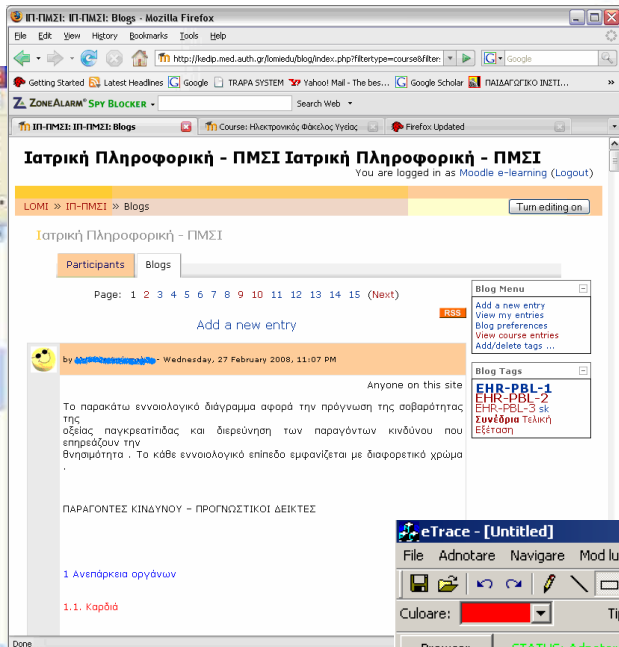 ΙΠ-ΠΜΣΙ: ΙΠ-ΠΜΣΙ: Blogs - Mozilla Firefox
File Edit View History Bookmarks Tools Help
http://kedip.med.auth.gr/lomiedu/blog/index.php?filtertype=course&filter:
Google
Getting Started Latest Headlines Google TRAPA SYSTEM Yahoo! Mail - The bes... Google Scholar ΠΑΙΔΑΓΩΓΙΚΟ ΙΝΣΤΙ... »
ZONEALARM® SPY BLOCKER Search Web
ΙΠ-ΠΜΣΙ: ΙΠ-ΠΜΣΙ: Blogs Course: Ηλεκτρονικός Φάκελος Υγείας Firefox Updated
Ιατρική Πληροφορική - ΠΜΣΙ Ιατρική Πληροφορική - ΠΜΣΙ
You are logged in as Moodle e-learning (Logout)
LOMI » ΙΠ-ΠΜΣΙ » Blogs
Turn editing on
Ιατρική Πληροφορική - ΠΜΣΙ
Participants Blogs
Page: 1 2 3 4 5 6 7 8 9 10 11 12 13 14 15 (Next)
RSS
Add a new entry
by - Wednesday, 27 February 2008, 11:07 PM
Anyone on this site
Το παρακάτω εννοιολογικό διάγραμμα αφορά την πρόγνωση της σοβαρότητας
της
οξείας παγκρεατίτιδας και διερεύνηση των παραγόντων κινδύνου που
επηρεάζουν την
θνησιμότητα . Το κάθε εννοιολογικό επίπεδο εμφανίζεται με διαφορετικό χρώμα
.
ΠΑΡΑΓΟΝΤΕΣ ΚΙΝΔΥΝΟΥ – ΠΡΟΓΝΩΣΤΙΚΟΙ ΔΕΙΚΤΕΣ
1 Ανεπάρκεια οργάνων
1.1. Καρδιά
Blog Menu
Add a new entry
View my entries
Blog preferences
View course entries
Add/delete tags ...
Blog Tags
EHR-PBL-1
EHR-PBL-2
EHR-PBL-3 sk
Συνέδρια Τελική
Εξέταση
Done
eTrace - [Untitled]
File Adnotare Navigare Mod lu
Culoare: Tip